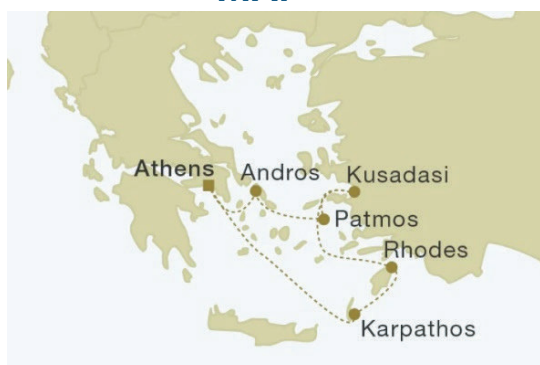 Athens
Andros
Kusadasi
Patmos
Rhodes
Karpathos